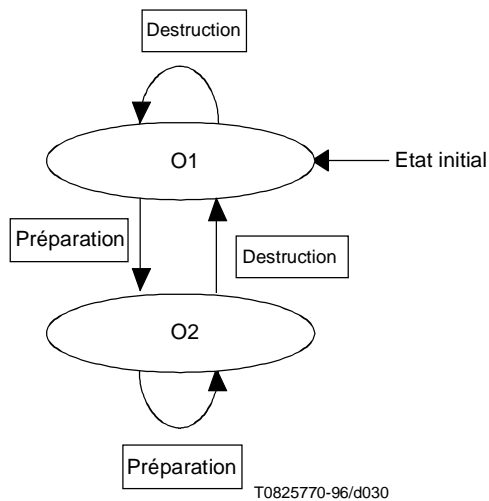 Destruction
O1
Etat initial
Préparation
Destruction
O2
Préparation
T0825770-96/d030